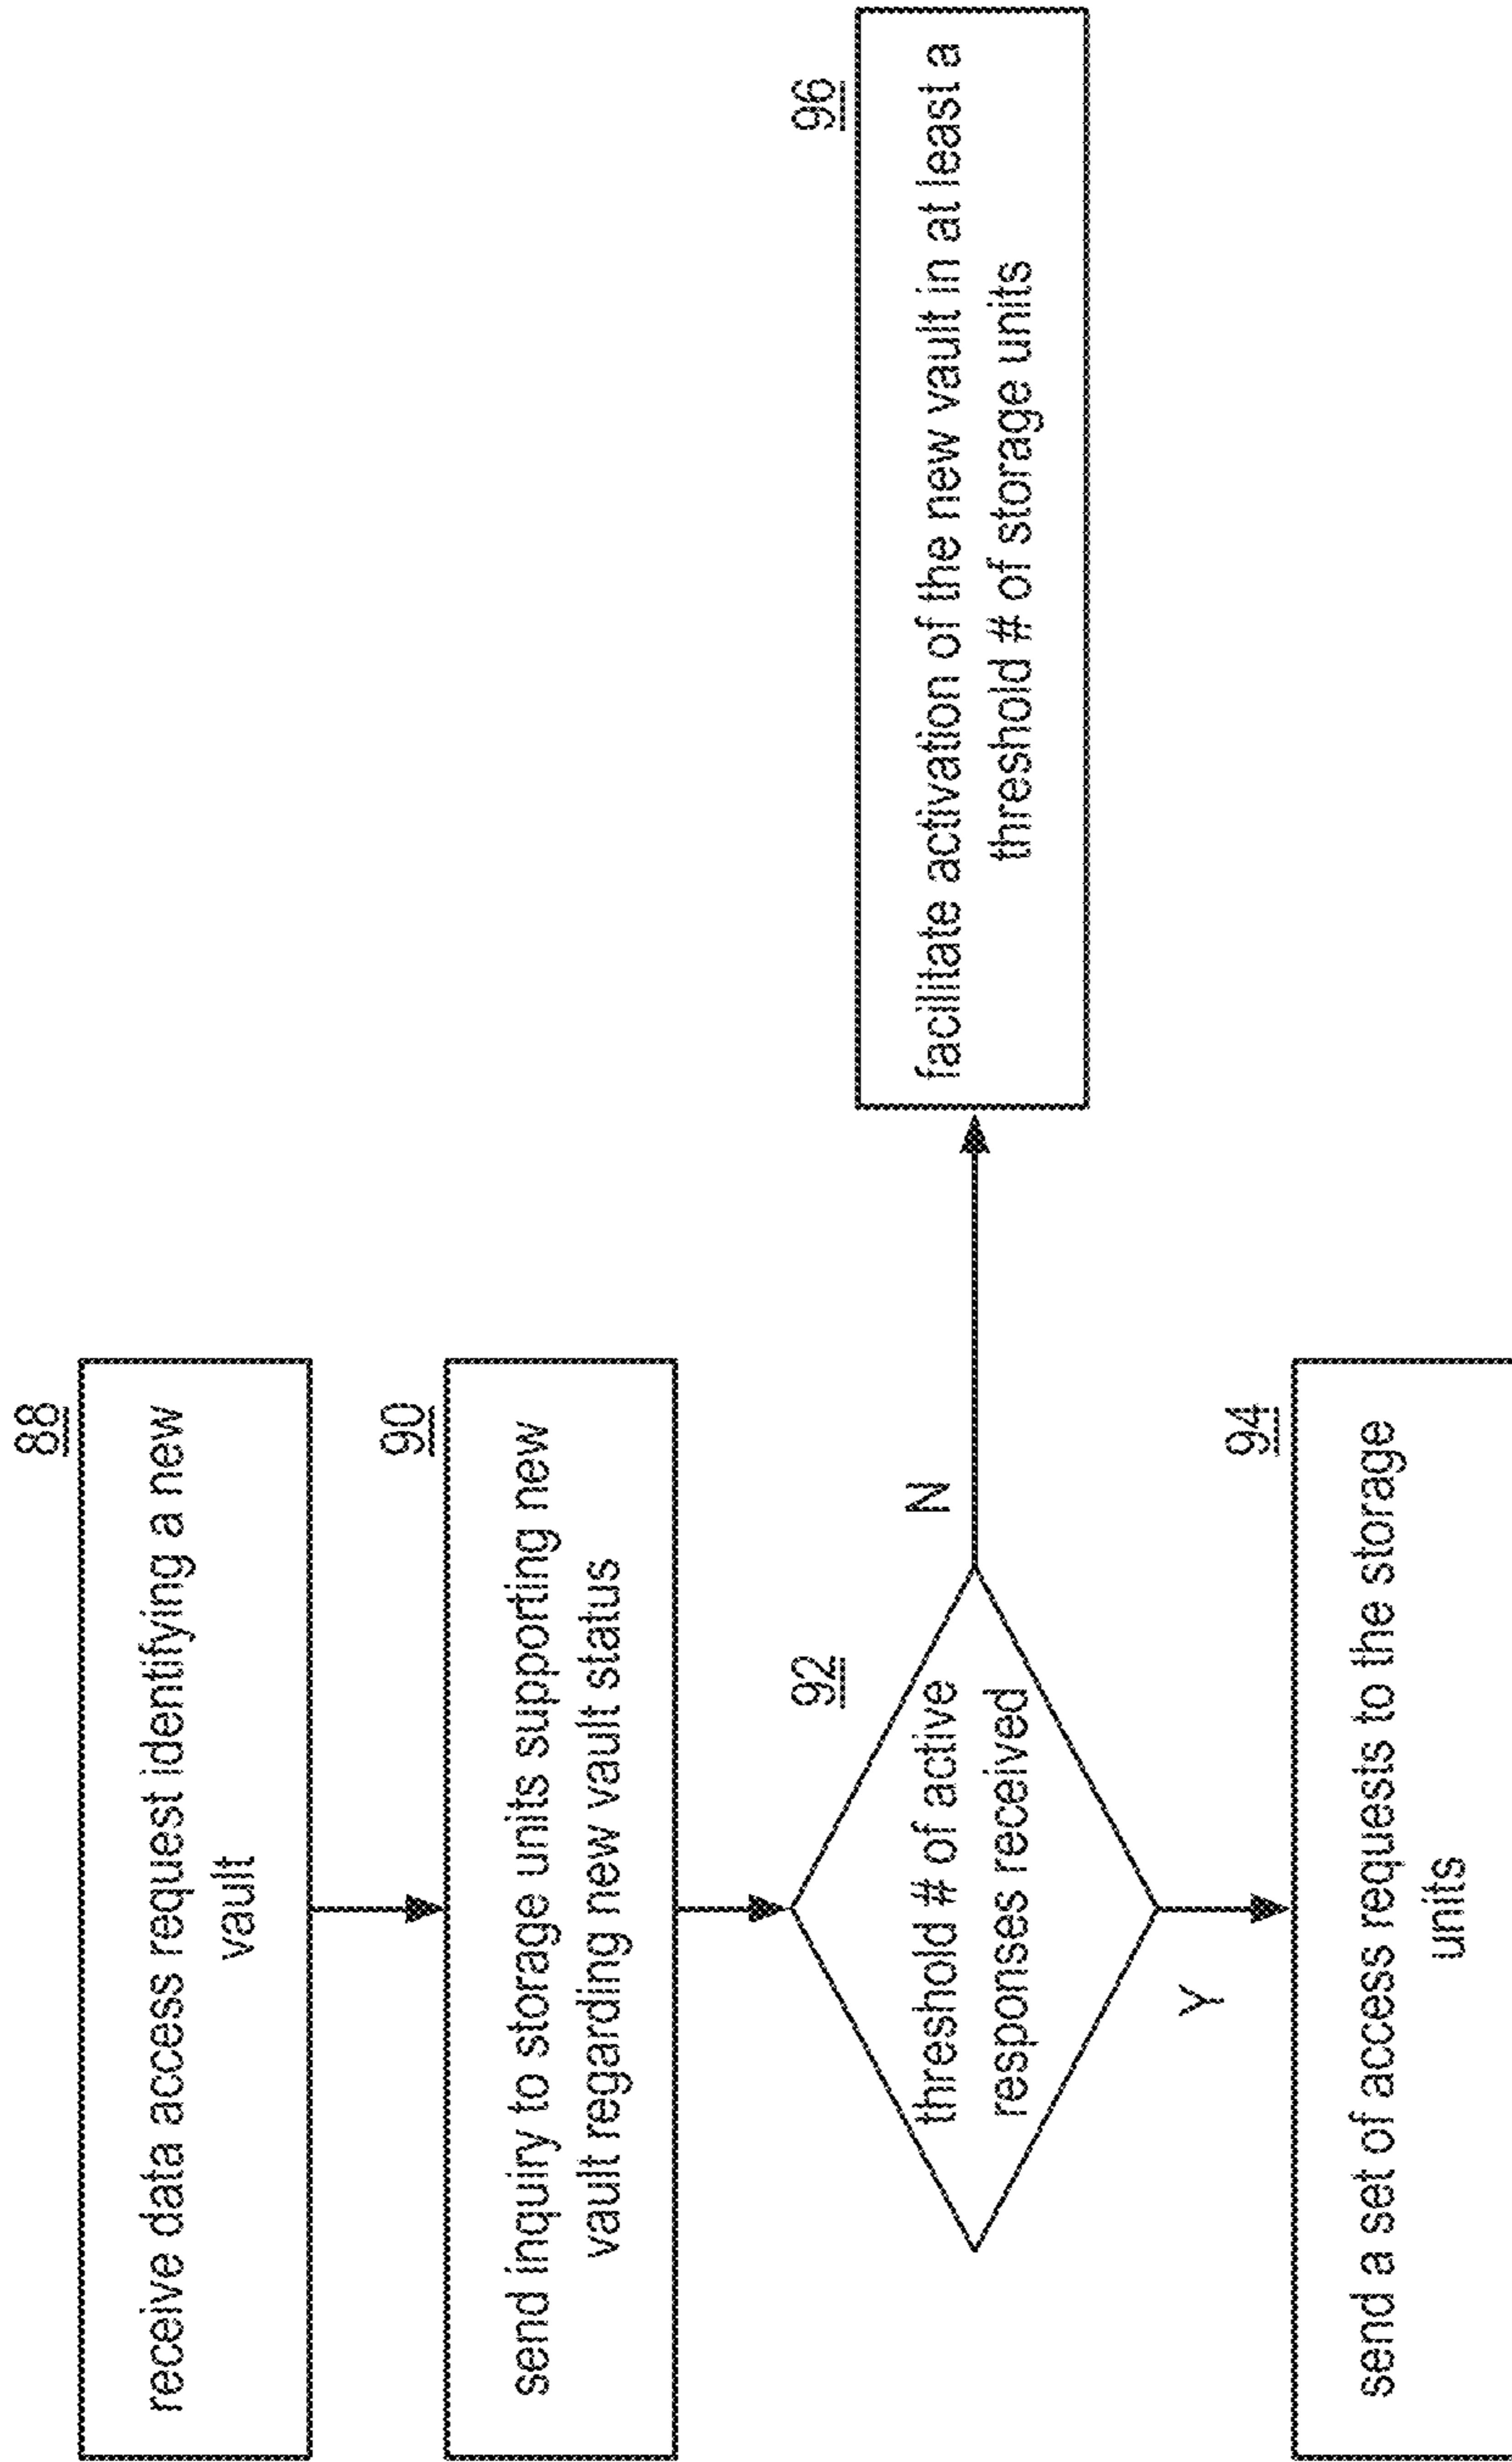 88
receive data access request identifying a new
vault
90
send inquiry to storage units supporting new
vault regarding new vault status
92
threshold # of active
responses received
N
96
facilitate activation of the new vault in at least a
threshold # of storage units
Y
94
send a set of access requests to the storage
units